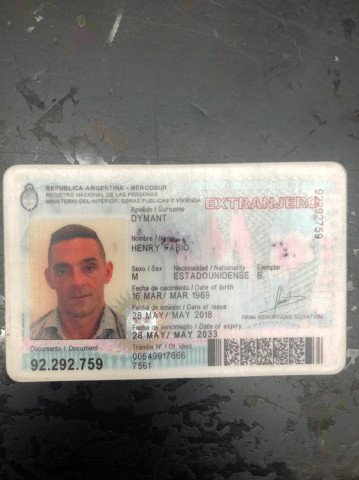 REPUBLICA ARGENTINA - MERCOSUR
REGISTRO NACIONAL DE LAS PERSONAS
MINISTERIO DEL INTERIOR, OBRAS PUBLICAS Y VIVIENDA
EXTRANJERO
Apellido / Surname
DYMANT
Nombre / Name
HENRY FABIO
Sexo / Sex Nacionalidad / Nationality Ejemplar
M ESTADOUNIDENSE B
Fecha de nacimiento / Date of birth
16 MAR/ MAR 1969
Fecha de emisión / Date of issue
28 MAY/ MAY 2018
Fecha de vencimiento / Date of expiry
28 MAY/ MAY 2033
FIRMA IDENTIFICADO / SIGNATURE
Documento / Document
92.292.759
Trámite Nº / Of. ident.
00549917666
7561
92292759